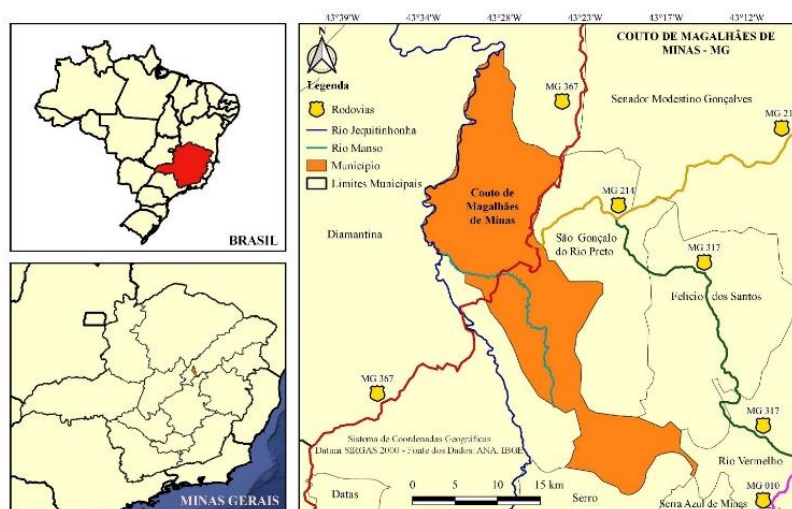 43°39'W 43°34'W 43°28'W 43°23'W 43°17'W 43°12'W
COUTO DE MAGALHÃES DE
MINAS - MG
Legenda
Rodovias
Rio Jequitinhonha
Rio Manso
Município
Limites Municipais
BRASIL
MINAS GERAIS
MG 367
Senador Modestino Gonçalves
Couto de
Magalhães
de Minas
Diamantina
MG 214
São Gonçalo
do Rio Preto
MG 317
Felício dos Santos
MG 367
MG 317
Sistema de Coordenadas Geográficas
Datum SIRGAS 2000 - Fonte dos Dados: ANA, IBGE
Rio Vermelho
Datas
0 5 10 15 km
Serro
Serra Azul de Minas
MG 010